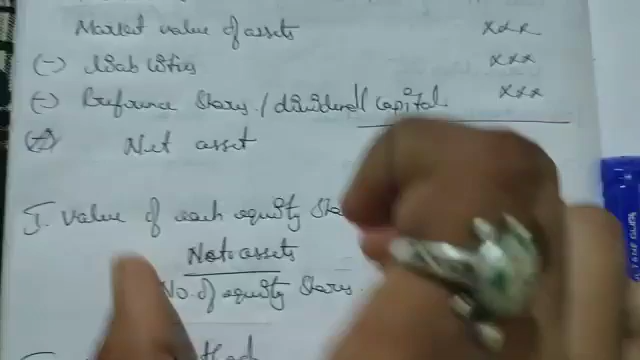 Market value of assets xxx
(-) Liabilities xxx
(-) Preference Shares / dividend / Capital xxx
Net asset
I. Value of each equity Sha
Net assets
No. of equity Shares.